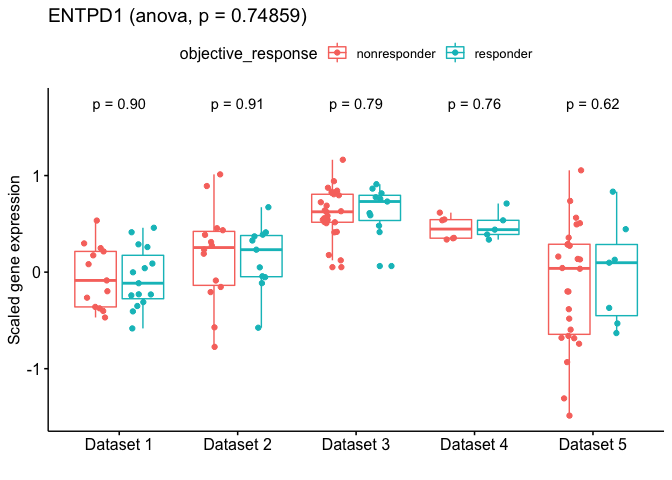 ENTPD1 (anova, p = 0.74859)
objective_response nonresponder responder
p = 0.90 p = 0.91 p = 0.79 p = 0.76 p = 0.62
Scaled gene expression
1
0
-1
Dataset 1 Dataset 2 Dataset 3 Dataset 4 Dataset 5